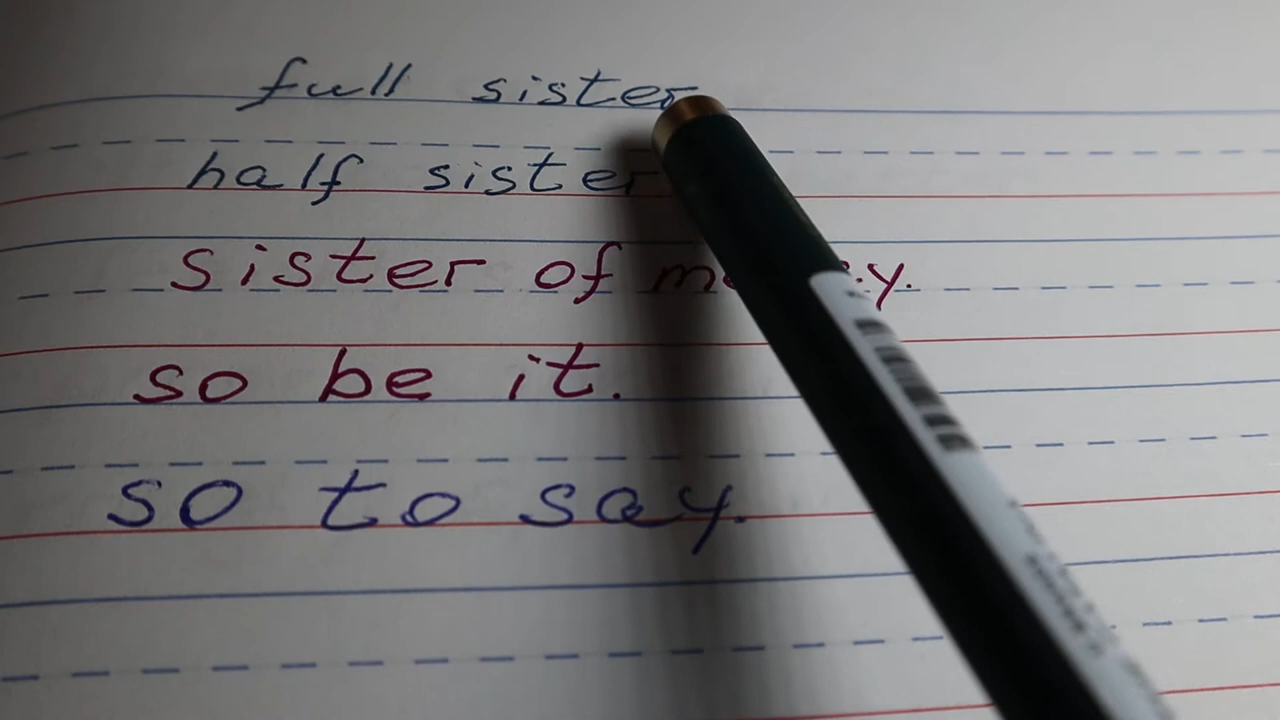 full sister
half sister
sister of
so be it.
so to say.